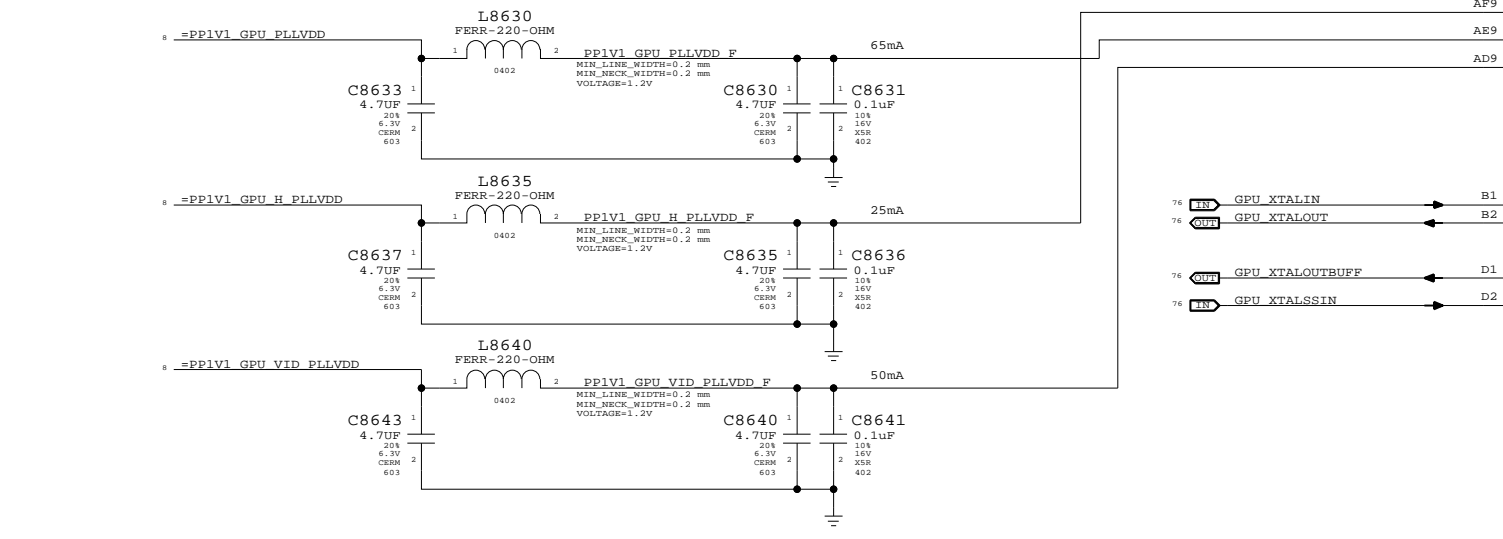 8 =PP1V1_GPU_PLLVDD
L8630
FERR-220-OHM
1 2
0402
PP1V1_GPU_PLLVDD_F
MIN_LINE_WIDTH=0.2 mm
MIN_NECK_WIDTH=0.2 mm
VOLTAGE=1.2V
65mA
C8633 1
4.7UF
20%
6.3V 2
CERM
603
C8630 1
4.7UF
20%
6.3V 2
CERM
603
1 C8631
0.1uF
10%
2 16V
X5R
402
8 =PP1V1_GPU_H_PLLVDD
L8635
FERR-220-OHM
1 2
0402
PP1V1_GPU_H_PLLVDD_F
MIN_LINE_WIDTH=0.2 mm
MIN_NECK_WIDTH=0.2 mm
VOLTAGE=1.2V
25mA
C8637 1
4.7UF
20%
6.3V 2
CERM
603
C8635 1
4.7UF
20%
6.3V 2
CERM
603
1 C8636
0.1uF
10%
2 16V
X5R
402
8 =PP1V1_GPU_VID_PLLVDD
L8640
FERR-220-OHM
1 2
0402
PP1V1_GPU_VID_PLLVDD_F
MIN_LINE_WIDTH=0.2 mm
MIN_NECK_WIDTH=0.2 mm
VOLTAGE=1.2V
50mA
C8643 1
4.7UF
20%
6.3V 2
CERM
603
C8640 1
4.7UF
20%
6.3V 2
CERM
603
1 C8641
0.1uF
10%
2 16V
X5R
402
AF9
AE9
AD9
76 IN GPU_XTALIN B1
76 OUT GPU_XTALOUT B2
76 OUT GPU_XTALOUTBUFF D1
76 IN GPU_XTALSSIN D2